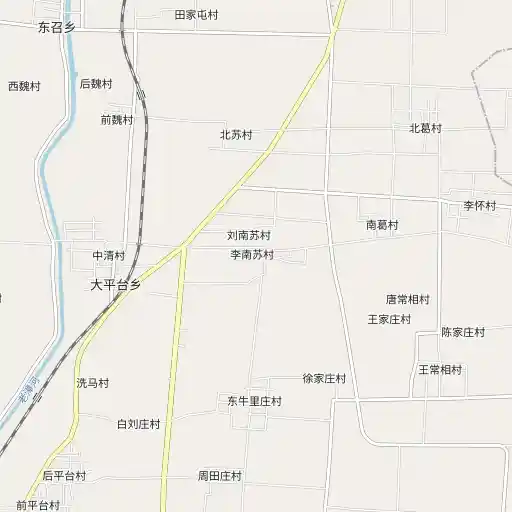 田家屯村
东召乡
西魏村
后魏村
前魏村
北苏村
北葛村
李怀村
南葛村
刘南苏村
李南苏村
中清村
大平台乡
唐常相村
王家庄村
陈家庄村
王常相村
徐家庄村
洗马村
东牛里庄村
白刘庄村
后平台村
周田庄村
前平台村
村